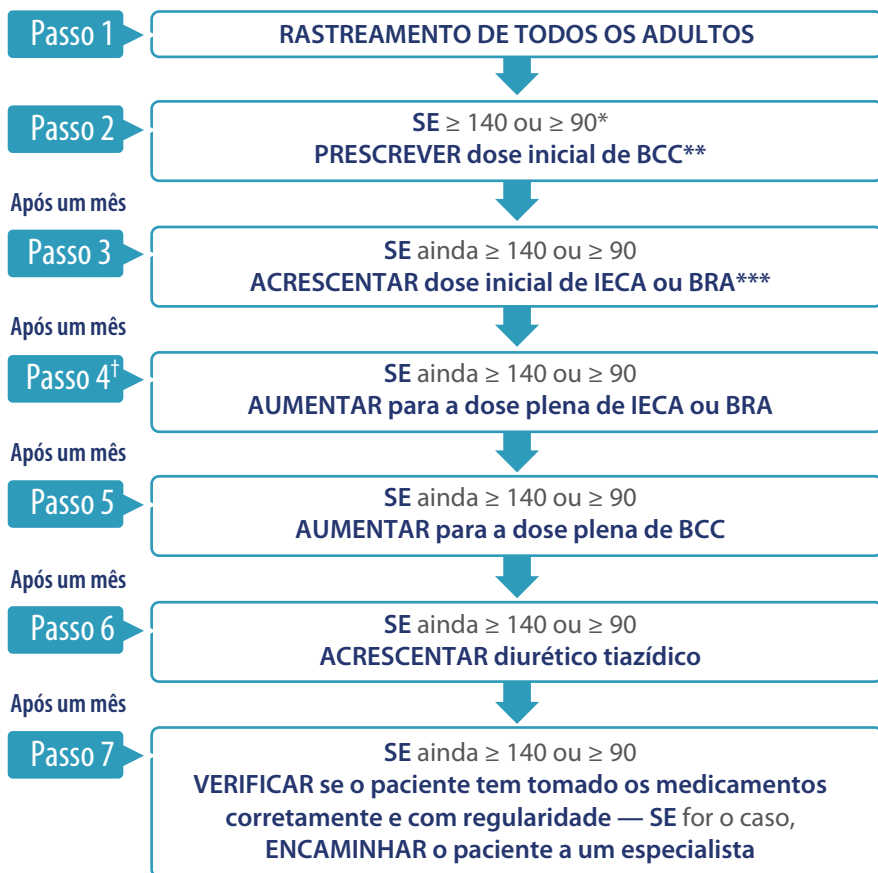 Passo 1
RASTREAMENTO DE TODOS OS ADULTOS
Passo 2
SE ≥ 140 ou ≥ 90*
PRESCREVER dose inicial de BCC**
Após um mês
Passo 3
SE ainda ≥ 140 ou ≥ 90
ACRESCENTAR dose inicial de IECA ou BRA***
Após um mês
Passo 4†
SE ainda ≥ 140 ou ≥ 90
AUMENTAR para a dose plena de IECA ou BRA
Após um mês
Passo 5
SE ainda ≥ 140 ou ≥ 90
AUMENTAR para a dose plena de BCC
Após um mês
Passo 6
SE ainda ≥ 140 ou ≥ 90
ACRESCENTAR diurético tiazídico
Após um mês
Passo 7
SE ainda ≥ 140 ou ≥ 90
VERIFICAR se o paciente tem tomado os medicamentos
corretamente e com regularidade — SE for o caso,
ENCAMINHAR o paciente a um especialista